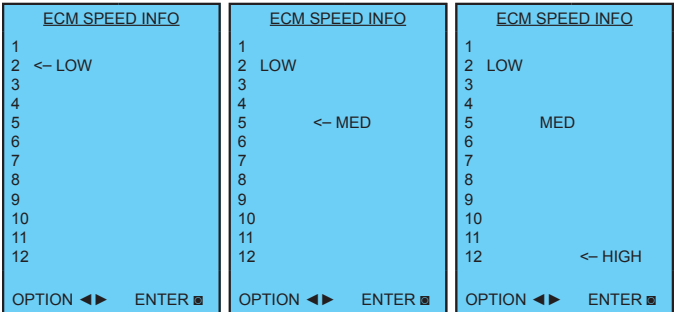 ECM SPEED INFO
1
2 <– LOW
3
4
5
6
7
8
9
10
11
12
OPTION ◄► ENTER ◙
ECM SPEED INFO
1
2 LOW
3
4
5 <– MED
6
7
8
9
10
11
12
OPTION ◄► ENTER ◙
ECM SPEED INFO
1
2 LOW
3
4
5 MED
6
7
8
9
10
11
12 <– HIGH
OPTION ◄► ENTER ◙